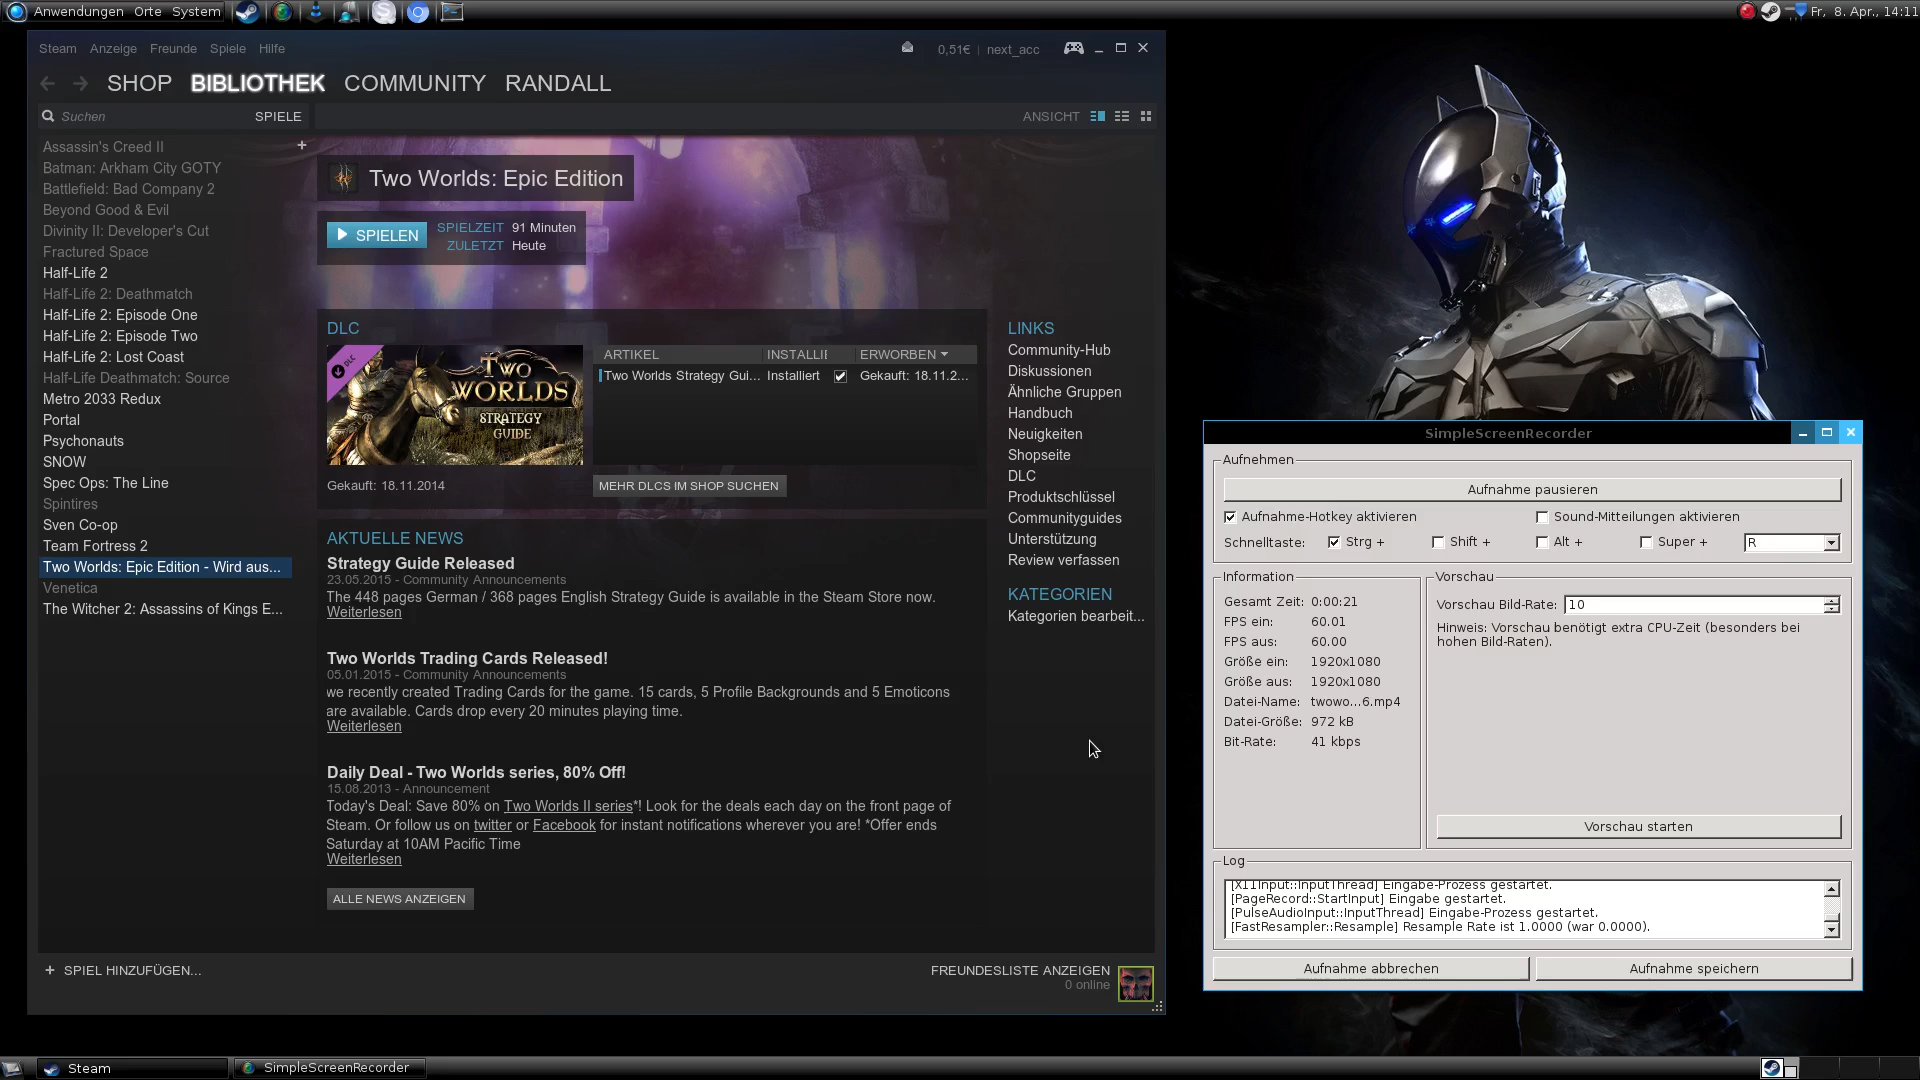 Anwendungen Orte System
Fr, 8. Apr., 14:11
Steam Anzeige Freunde Spiele Hilfe
0,51€ | next_acc
SHOP BIBLIOTHEK COMMUNITY RANDALL
Suchen SPIELE
ANSICHT
Assassin's Creed II
Batman: Arkham City GOTY
Battlefield: Bad Company 2
Beyond Good & Evil
Divinity II: Developer's Cut
Fractured Space
Half-Life 2
Half-Life 2: Deathmatch
Half-Life 2: Episode One
Half-Life 2: Episode Two
Half-Life 2: Lost Coast
Half-Life Deathmatch: Source
Metro 2033 Redux
Portal
Psychonauts
SNOW
Spec Ops: The Line
Spintires
Sven Co-op
Team Fortress 2
Two Worlds: Epic Edition - Wird aus...
Venetica
The Witcher 2: Assassins of Kings E...
+ SPIEL HINZUFÜGEN...
Two Worlds: Epic Edition
SPIELEN
SPIELZEIT 91 Minuten
ZULETZT Heute
DLC
DLC
TWO
WORLDS
STRATEGY
GUIDE
Gekauft: 18.11.2014
ARTIKEL INSTALLIE ERWORBEN
Two Worlds Strategy Gui... Installiert Gekauft: 18.11.2...
MEHR DLCS IM SHOP SUCHEN
AKTUELLE NEWS
Strategy Guide Released
23.05.2015 - Community Announcements
The 448 pages German / 368 pages English Strategy Guide is available in the Steam Store now.
Weiterlesen
Two Worlds Trading Cards Released!
05.01.2015 - Community Announcements
we recently created Trading Cards for the game. 15 cards, 5 Profile Backgrounds and 5 Emoticons
are available. Cards drop every 20 minutes playing time.
Weiterlesen
Daily Deal - Two Worlds series, 80% Off!
15.08.2013 - Announcement
Today's Deal: Save 80% on Two Worlds II series*! Look for the deals each day on the front page of
Steam. Or follow us on twitter or Facebook for instant notifications wherever you are! *Offer ends
Saturday at 10AM Pacific Time
Weiterlesen
ALLE NEWS ANZEIGEN
LINKS
Community-Hub
Diskussionen
Ähnliche Gruppen
Handbuch
Neuigkeiten
Shopseite
DLC
Produktschlüssel
Communityguides
Unterstützung
Review verfassen
KATEGORIEN
Kategorien bearbeit...
FREUNDESLISTE ANZEIGEN
0 online
SimpleScreenRecorder
Aufnehmen
Aufnahme pausieren
Aufnahme-Hotkey aktivieren Sound-Mitteilungen aktivieren
Schnelltaste: Strg + Shift + Alt + Super + R
Information
Gesamt Zeit: 0:00:21
FPS ein: 60.01
FPS aus: 60.00
Größe ein: 1920x1080
Größe aus: 1920x1080
Datei-Name: twowo...6.mp4
Datei-Größe: 972 kB
Bit-Rate: 41 kbps
Vorschau
Vorschau Bild-Rate: 10
Hinweis: Vorschau benötigt extra CPU-Zeit (besonders bei
hohen Bild-Raten).
Vorschau starten
Log
[X11Input::InputThread] Eingabe-Prozess gestartet.
[PageRecord::StartInput] Eingabe gestartet.
[PulseAudioInput::InputThread] Eingabe-Prozess gestartet.
[FastResampler::Resample] Resample Rate ist 1.0000 (war 0.0000).
Aufnahme abbrechen Aufnahme speichern
Steam SimpleScreenRecorder